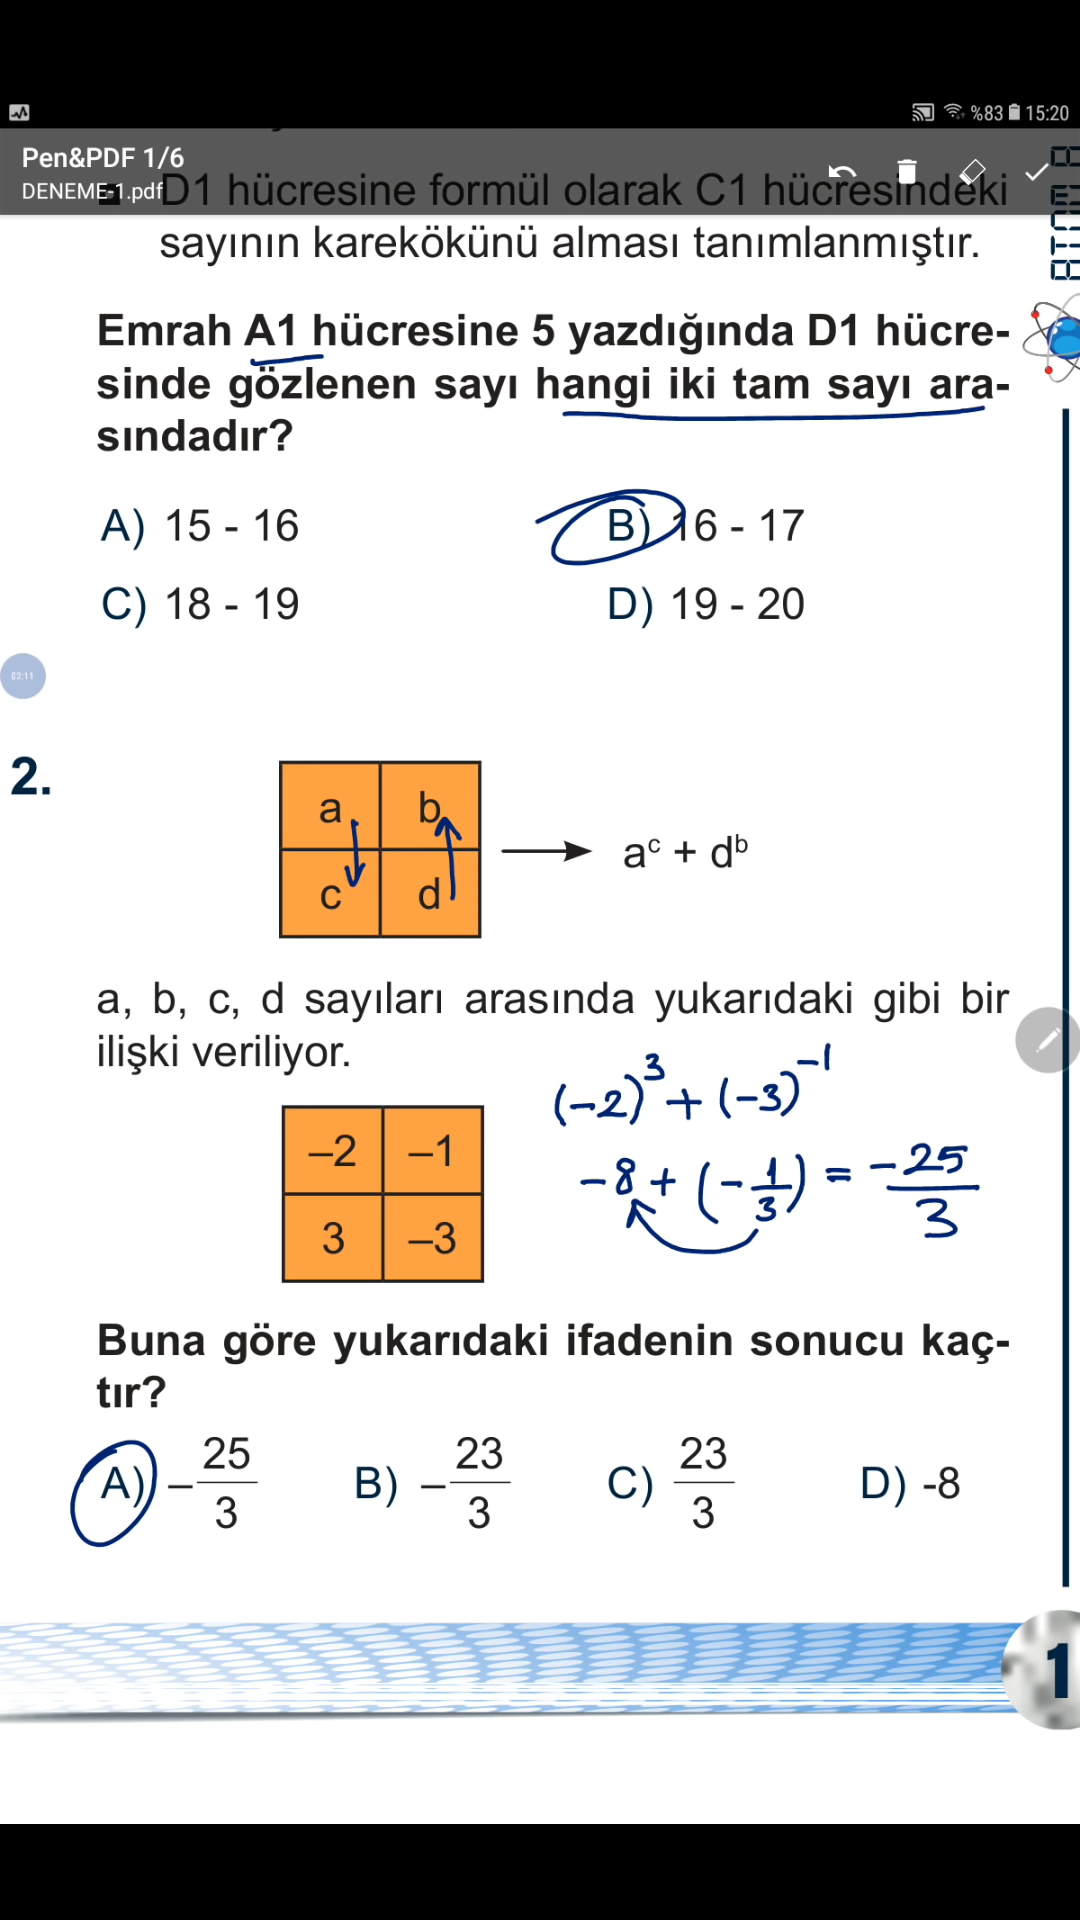 %83 15:20
Pen&PDF 1/6
DENEME-1.pdf
D1 hücresine formül olarak C1 hücresindeki
sayının karekökünü alması tanımlanmıştır.
Emrah A1 hücresine 5 yazdığında D1 hücre-
sinde gözlenen sayı hangi iki tam sayı ara-
sındadır?
A) 15 - 16
B) 16 - 17
C) 18 - 19
D) 19 - 20
02:11
2.
a b
c d
aᶜ + dᵇ
a, b, c, d sayıları arasında yukarıdaki gibi bir
ilişki veriliyor.
(-2)³ + (-3)⁻¹
-8 + (-1/3) = -25/3
–2 –1
3 –3
Buna göre yukarıdaki ifadenin sonucu kaç-
tır?
A) –25/3 B) –23/3 C) 23/3 D) -8
1